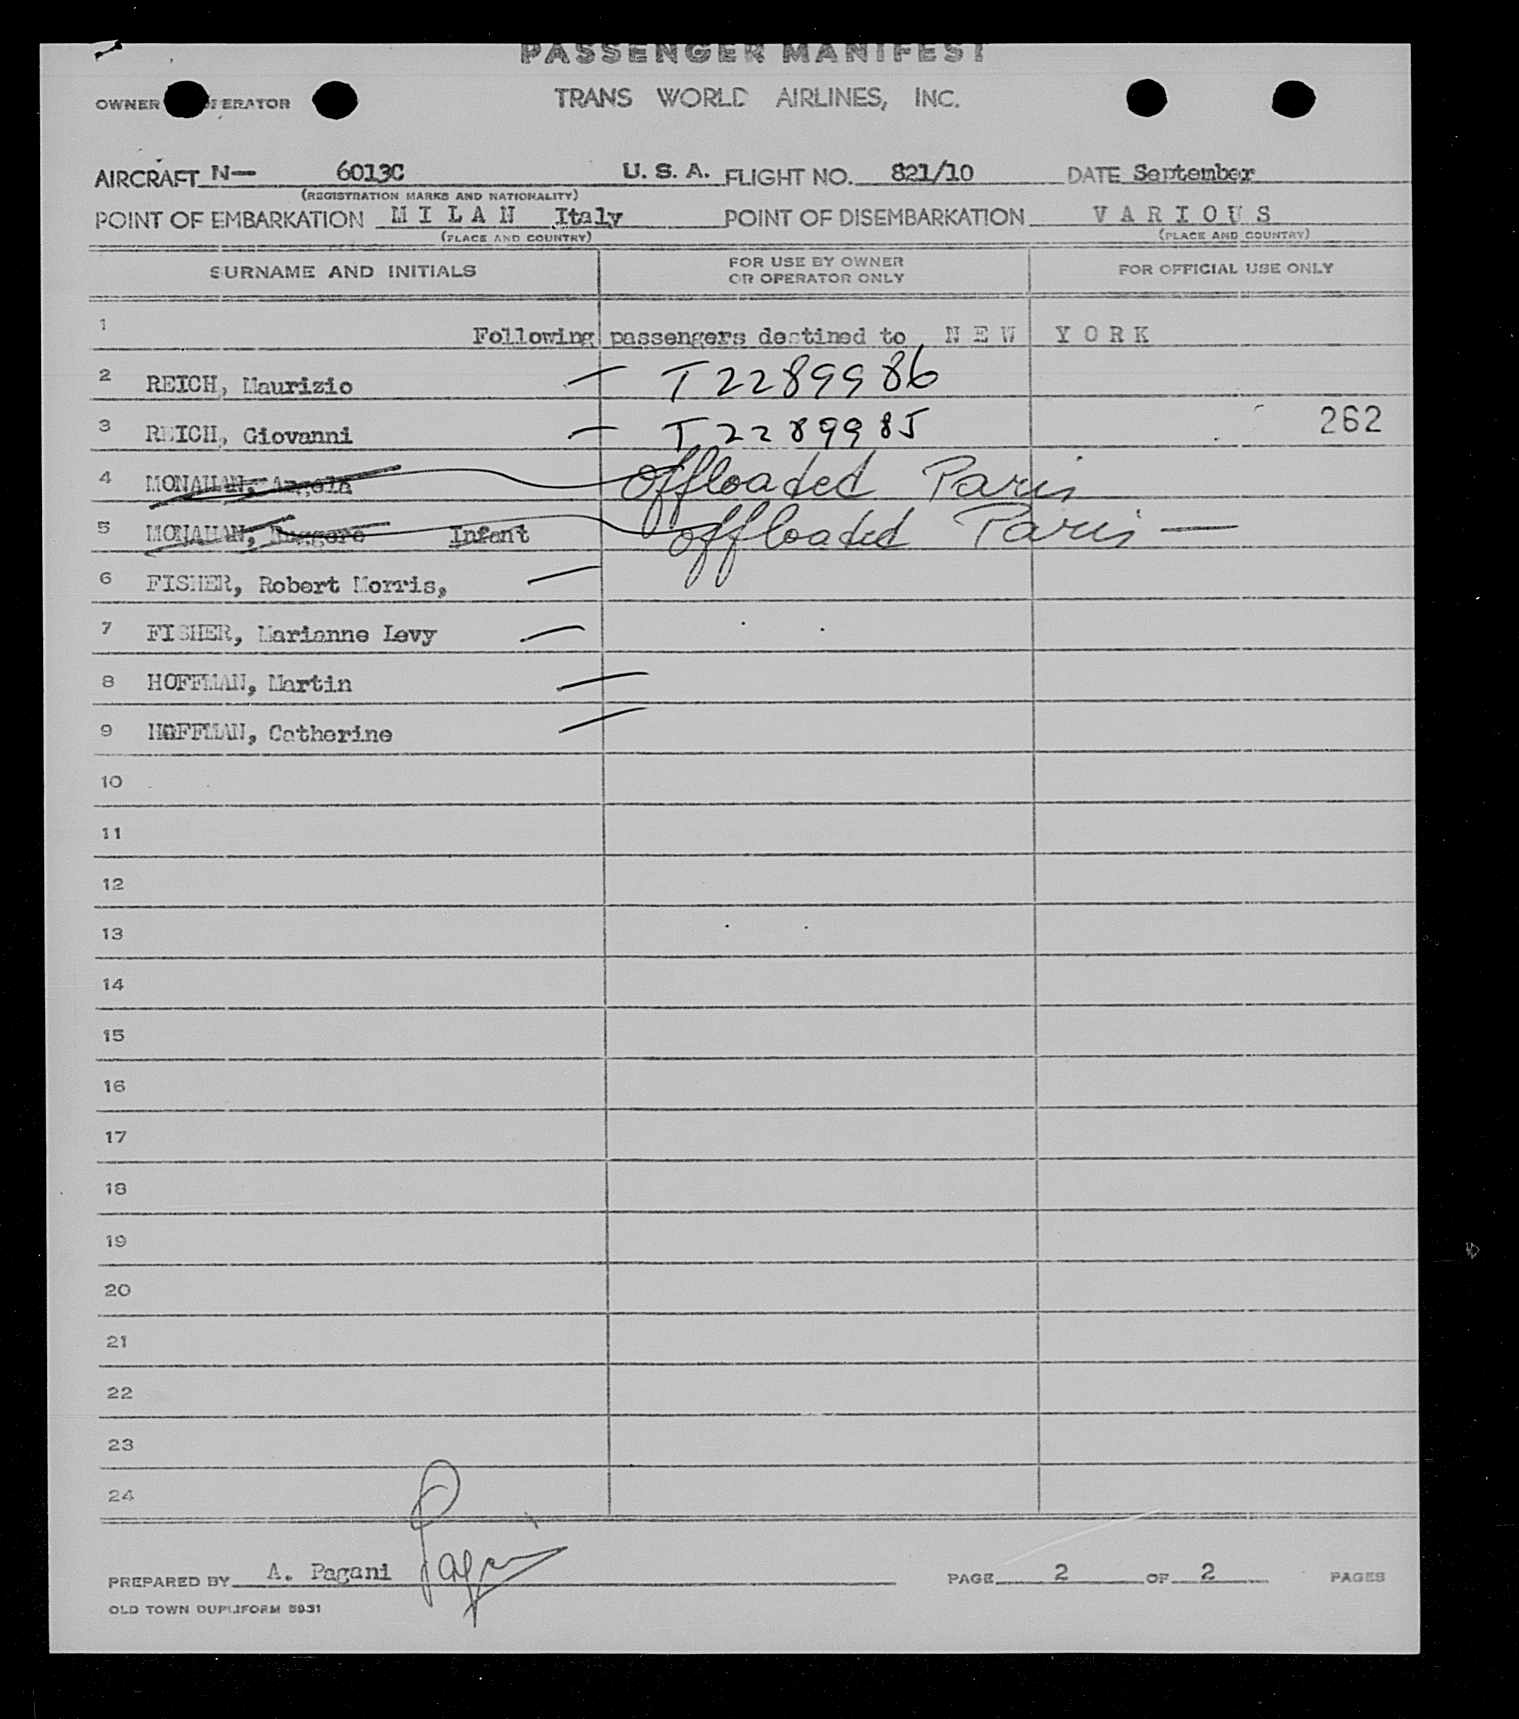 PASSENGER MANIFEST
OWNER OPERATOR TRANS WORLD AIRLINES, INC.
AIRCRAFT N— 6013C U. S. A. FLIGHT NO. 821/10 DATE September
(REGISTRATION MARKS AND NATIONALITY)
POINT OF EMBARKATION M I L A N Italy POINT OF DISEMBARKATION V A R I O U S
(PLACE AND COUNTRY) (PLACE AND COUNTRY)
SURNAME AND INITIALS FOR USE BY OWNER OR OPERATOR ONLY FOR OFFICIAL USE ONLY
1 Following passengers destined to N E W Y O R K
2 REICH, Maurizio — T2289986
3 REICH, Giovanni — T2289985 262
4 MONAHAN, Angela offloaded Paris
5 MONAHAN, Ruggero Infant offloaded Paris —
6 FISHER, Robert Morris, —
7 FISHER, Marianne Levy —
8 HOFFMAN, Martin —
9 HOFFMAN, Catherine —
10
11
12
13
14
15
16
17
18
19
20
21
22
23
24
PREPARED BY A. Pagani Pagani PAGE 2 OF 2 PAGES
OLD TOWN DUPLIFORM 5931